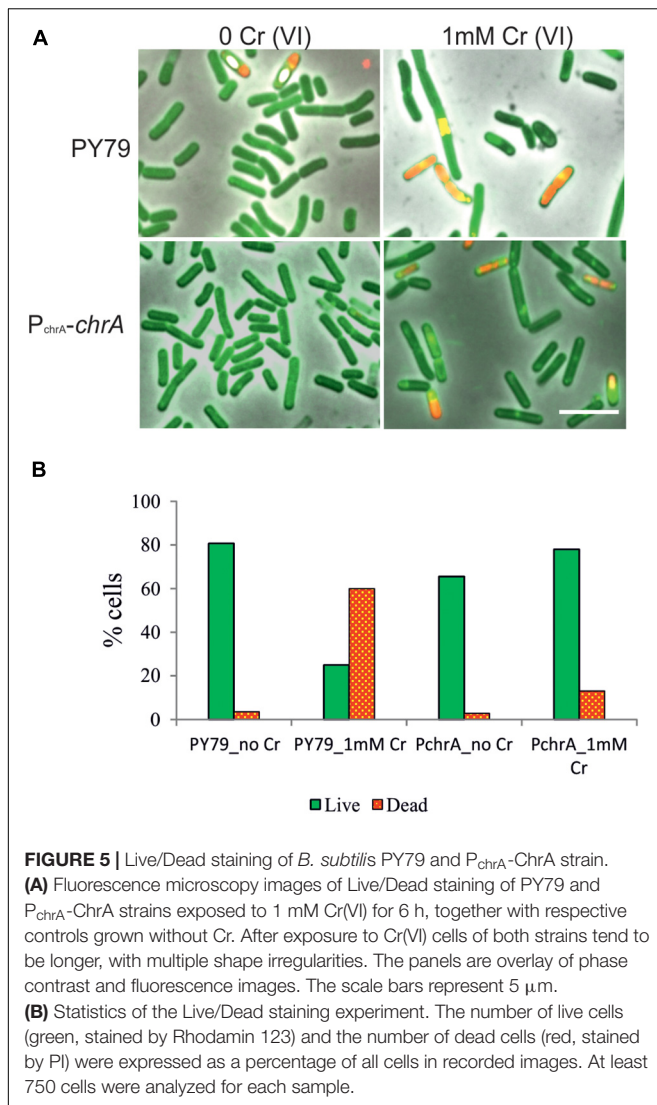 A
0 Cr (VI)
1mM Cr (VI)
PY79
PchrA-chrA
B
100
80
60
40
20
0
% cells
PY79_no Cr
PY79_1mM Cr
PchrA_no Cr
PchrA_1mM
Cr
Live
Dead
FIGURE 5 | Live/Dead staining of B. subtilis PY79 and PchrA-ChrA strain.
(A) Fluorescence microscopy images of Live/Dead staining of PY79 and
PchrA-ChrA strains exposed to 1 mM Cr(VI) for 6 h, together with respective
controls grown without Cr. After exposure to Cr(VI) cells of both strains tend to
be longer, with multiple shape irregularities. The panels are overlay of phase
contrast and fluorescence images. The scale bars represent 5 μm.
(B) Statistics of the Live/Dead staining experiment. The number of live cells
(green, stained by Rhodamin 123) and the number of dead cells (red, stained
by PI) were expressed as a percentage of all cells in recorded images. At least
750 cells were analyzed for each sample.